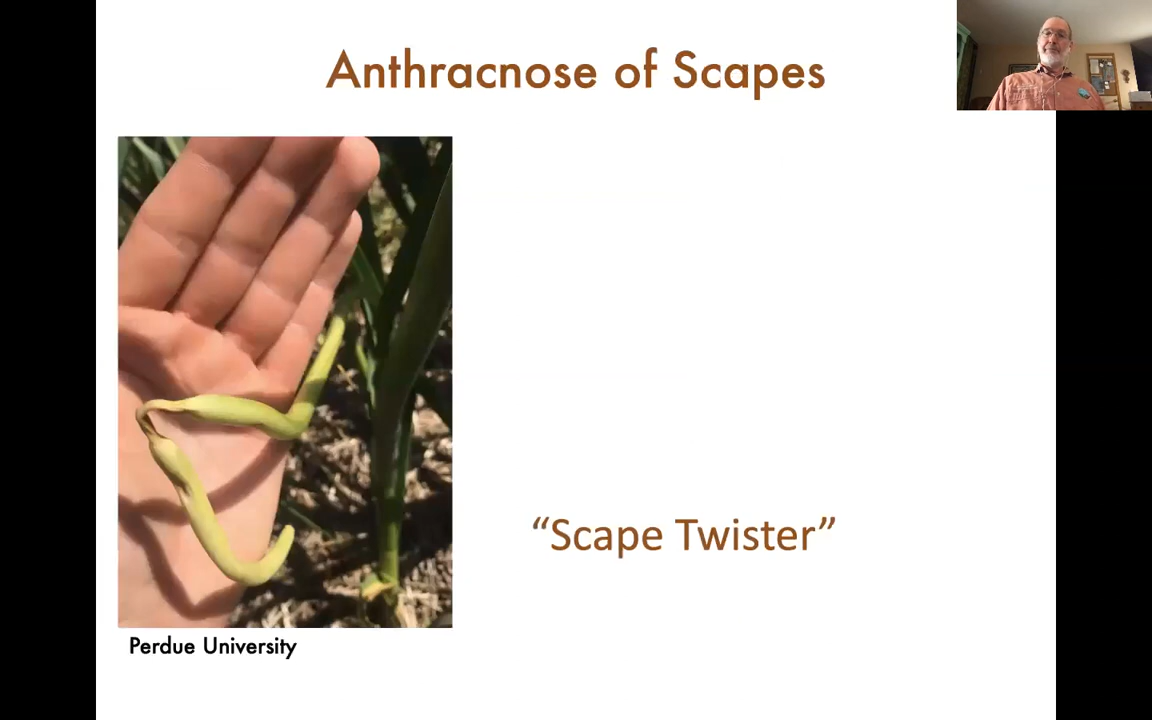 Anthracnose of Scapes
“Scape Twister”
Perdue University